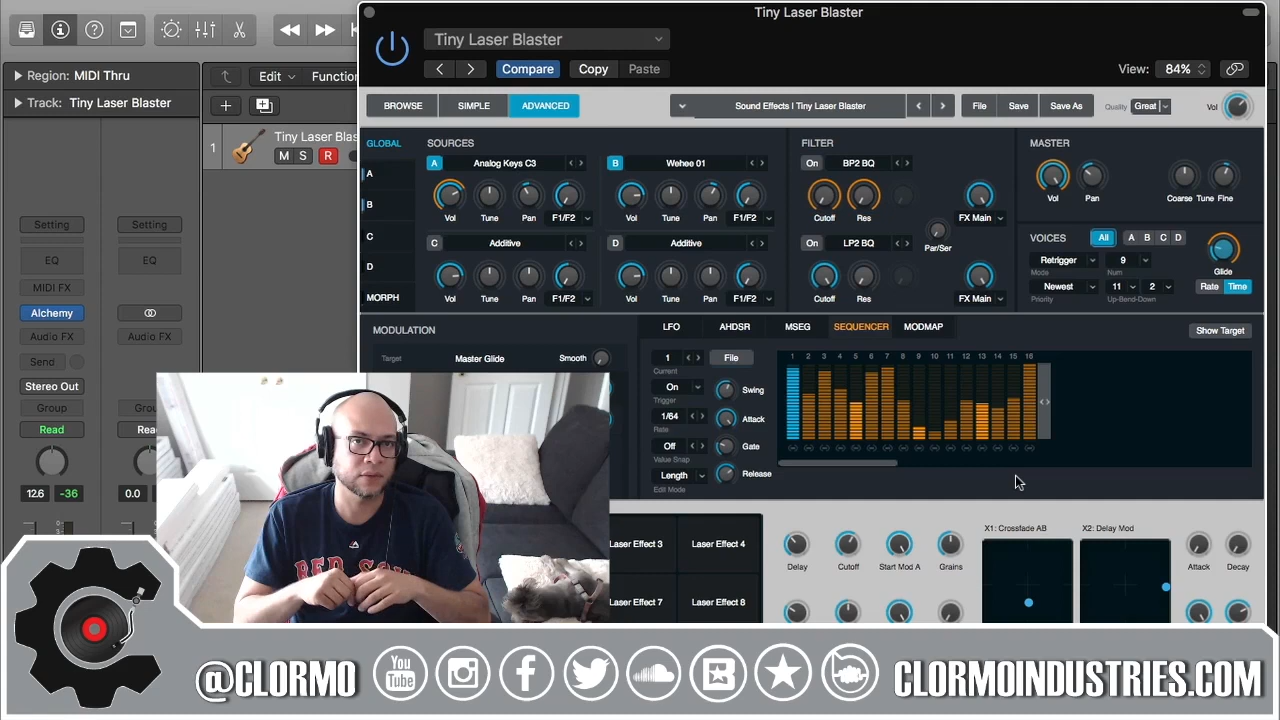 Tiny Laser Blaster
Tiny Laser Blaster
Compare Copy Paste View: 84%
Region: MIDI Thru
Track: Tiny Laser Blaster
Edit Functio
BROWSE SIMPLE ADVANCED Sound Effects | Tiny Laser Blaster File Save Save As Quality Great Vol
1 Tiny Laser Blas
M S R
GLOBAL SOURCES FILTER MASTER
A Analog Keys C3 B Wehee 01 On BP2 BQ
A
B
C
D
MORPH
Vol Tune Pan F1/F2 Vol Tune Pan F1/F2 Cutoff Res FX Main Vol Pan Coarse Tune Fine
C Additive D Additive On LP2 BQ Par/Ser
Vol Tune Pan F1/F2 Vol Tune Pan F1/F2 Cutoff Res FX Main
VOICES All A B C D
Retrigger 9
Mode Num Glide
Newest 11 2 Rate Time
Priority Up-Bend-Down
Setting Setting
EQ EQ
MIDI FX
Alchemy
Audio FX Audio FX
Send
Stereo Out
Group Grou
Read Rea
12.6 -36 0.0
MODULATION LFO AHDSR MSEG SEQUENCER MODMAP Show Target
Target Master Glide Smooth
1 File
Current Swing
On
Trigger Attack
1/64
Rate Gate
Off
Value Snap Release
Length
Edit Mode
1 2 3 4 5 6 7 8 9 10 11 12 13 14 15 16
Laser Effect 3 Laser Effect 4
Laser Effect 7 Laser Effect 8
Delay Cutoff Start Mod A Grains
X1: Crossfade AB X2: Delay Mod
Attack Decay
RED SO
@CLORMO You Tube CLORMOINDUSTRIES.COM